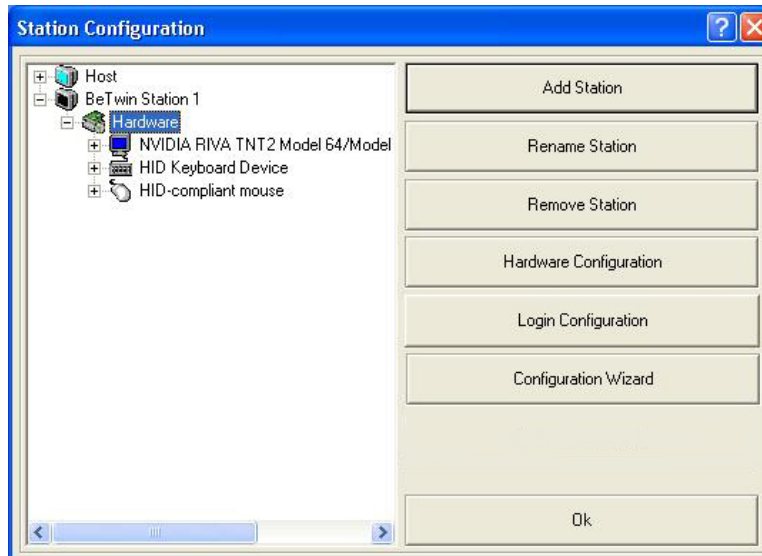 Station Configuration
Host
BeTwin Station 1
Hardware
NVIDIA RIVA TNT2 Model 64/Model
HID Keyboard Device
HID-compliant mouse
Add Station
Rename Station
Remove Station
Hardware Configuration
Login Configuration
Configuration Wizard
Ok